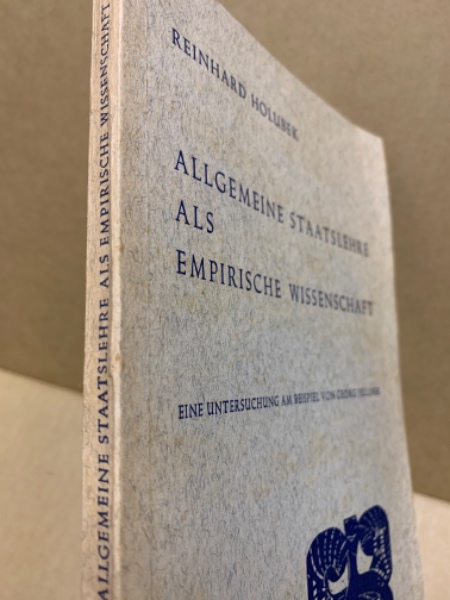 REINHARD HOLUBEK
ALLGEMEINE STAATSLEHRE
ALS
EMPIRISCHE WISSENSCHAFT
EINE UNTERSUCHUNG AM BEISPIEL VON GEORG JELLINEK
ALLGEMEINE STAATSLEHRE ALS EMPIRISCHE WISSENSCHAFT